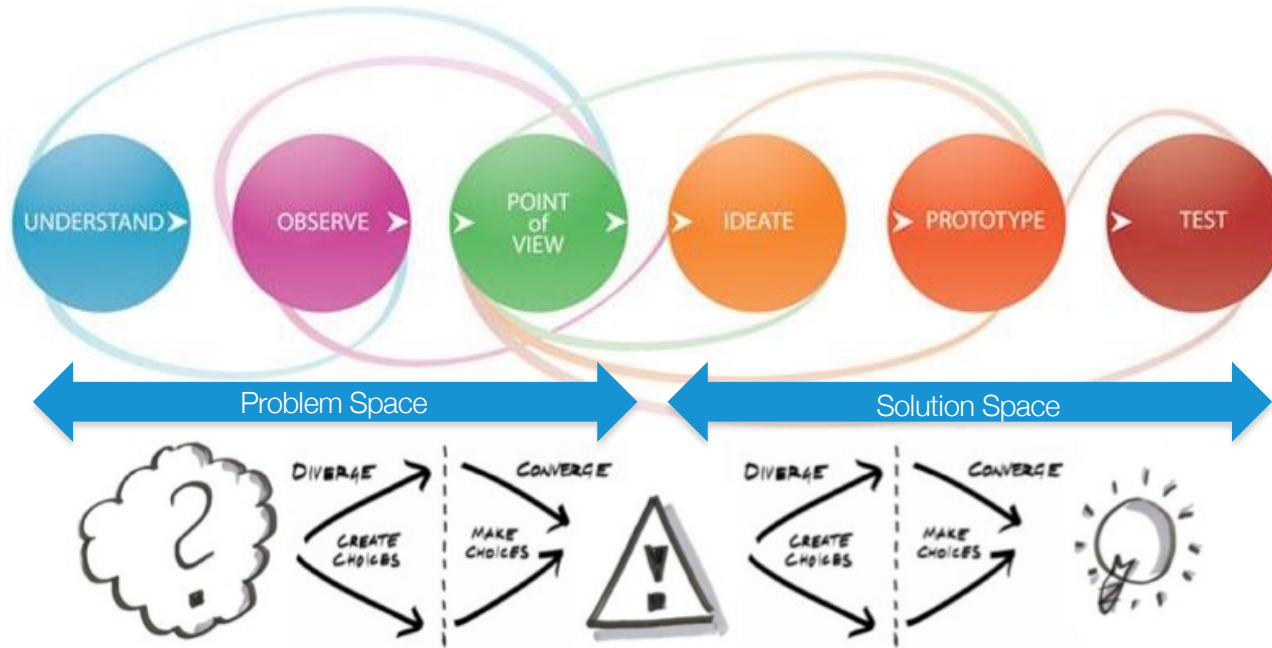 UNDERSTAND
OBSERVE
POINT
of
VIEW
IDEATE
PROTOTYPE
TEST
Problem Space
Solution Space
DIVERGE
CONVERGE
CREATE
CHOICES
MAKE
CHOICES
DIVERGE
CONVERGE
CREATE
CHOICES
MAKE
CHOICES